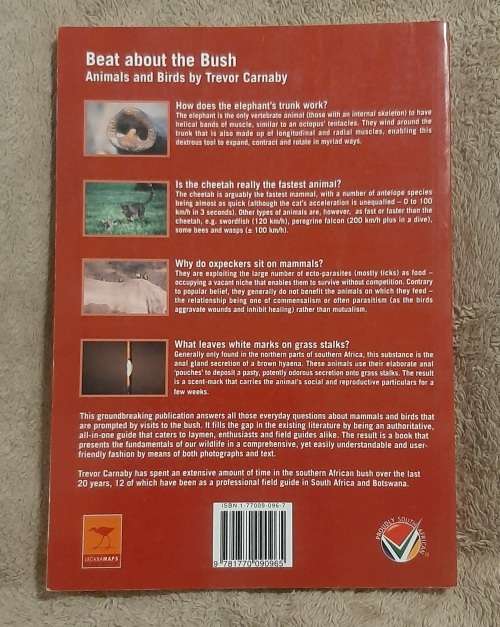 Beat about the Bush
Animals and Birds by Trevor Carnaby
How does the elephant's trunk work?
The elephant is the only vertebrate animal (those with an internal skeleton) to have
helical bands of muscle, similar to an octopus' tentacles. They wind around the
trunk that is also made up of longitudinal and radial muscles, enabling this
dextrous tool to expand, contract and rotate in myriad ways.
Is the cheetah really the fastest animal?
The cheetah is arguably the fastest mammal, with a number of antelope species
being almost as quick (although the cat's acceleration is unequalled – 0 to 100
km/h in 3 seconds). Other types of animals are, however, as fast or faster than the
cheetah, e.g. swordfish (120 km/h), peregrine falcon (200 km/h plus in a dive),
some bees and wasps (± 100 km/h).
Why do oxpeckers sit on mammals?
They are exploiting the large number of ecto-parasites (mostly ticks) as food –
occupying a vacant niche that enables them to survive without competition. Contrary
to popular belief, they generally do not benefit the animals on which they feed –
the relationship being one of commensalism or often parasitism (as the birds
aggravate wounds and inhibit healing) rather than mutualism.
What leaves white marks on grass stalks?
Generally only found in the northern parts of southern Africa, this substance is the
anal gland secretion of a brown hyaena. These animals use their elaborate anal
'pouches' to deposit a pasty, potently odorous secretion onto grass stalks. The result
is a scent-mark that carries the animal's social and reproductive particulars for a
few weeks.
This groundbreaking publication answers all those everyday questions about mammals and birds that
are prompted by visits to the bush. It fills the gap in the existing literature by being an authoritative,
all-in-one guide that caters to laymen, enthusiasts and field guides alike. The result is a book that
presents the fundamentals of our wildlife in a comprehensive, yet easily understandable and user-
friendly fashion by means of both photographs and text.
Trevor Carnaby has spent an extensive amount of time in the southern African bush over the last
20 years, 12 of which have been as a professional field guide in South Africa and Botswana.
JACANAMAPS
ISBN 1-77009-096-7
9 781770 090965
PROUDLY SOUTH AFRICAN